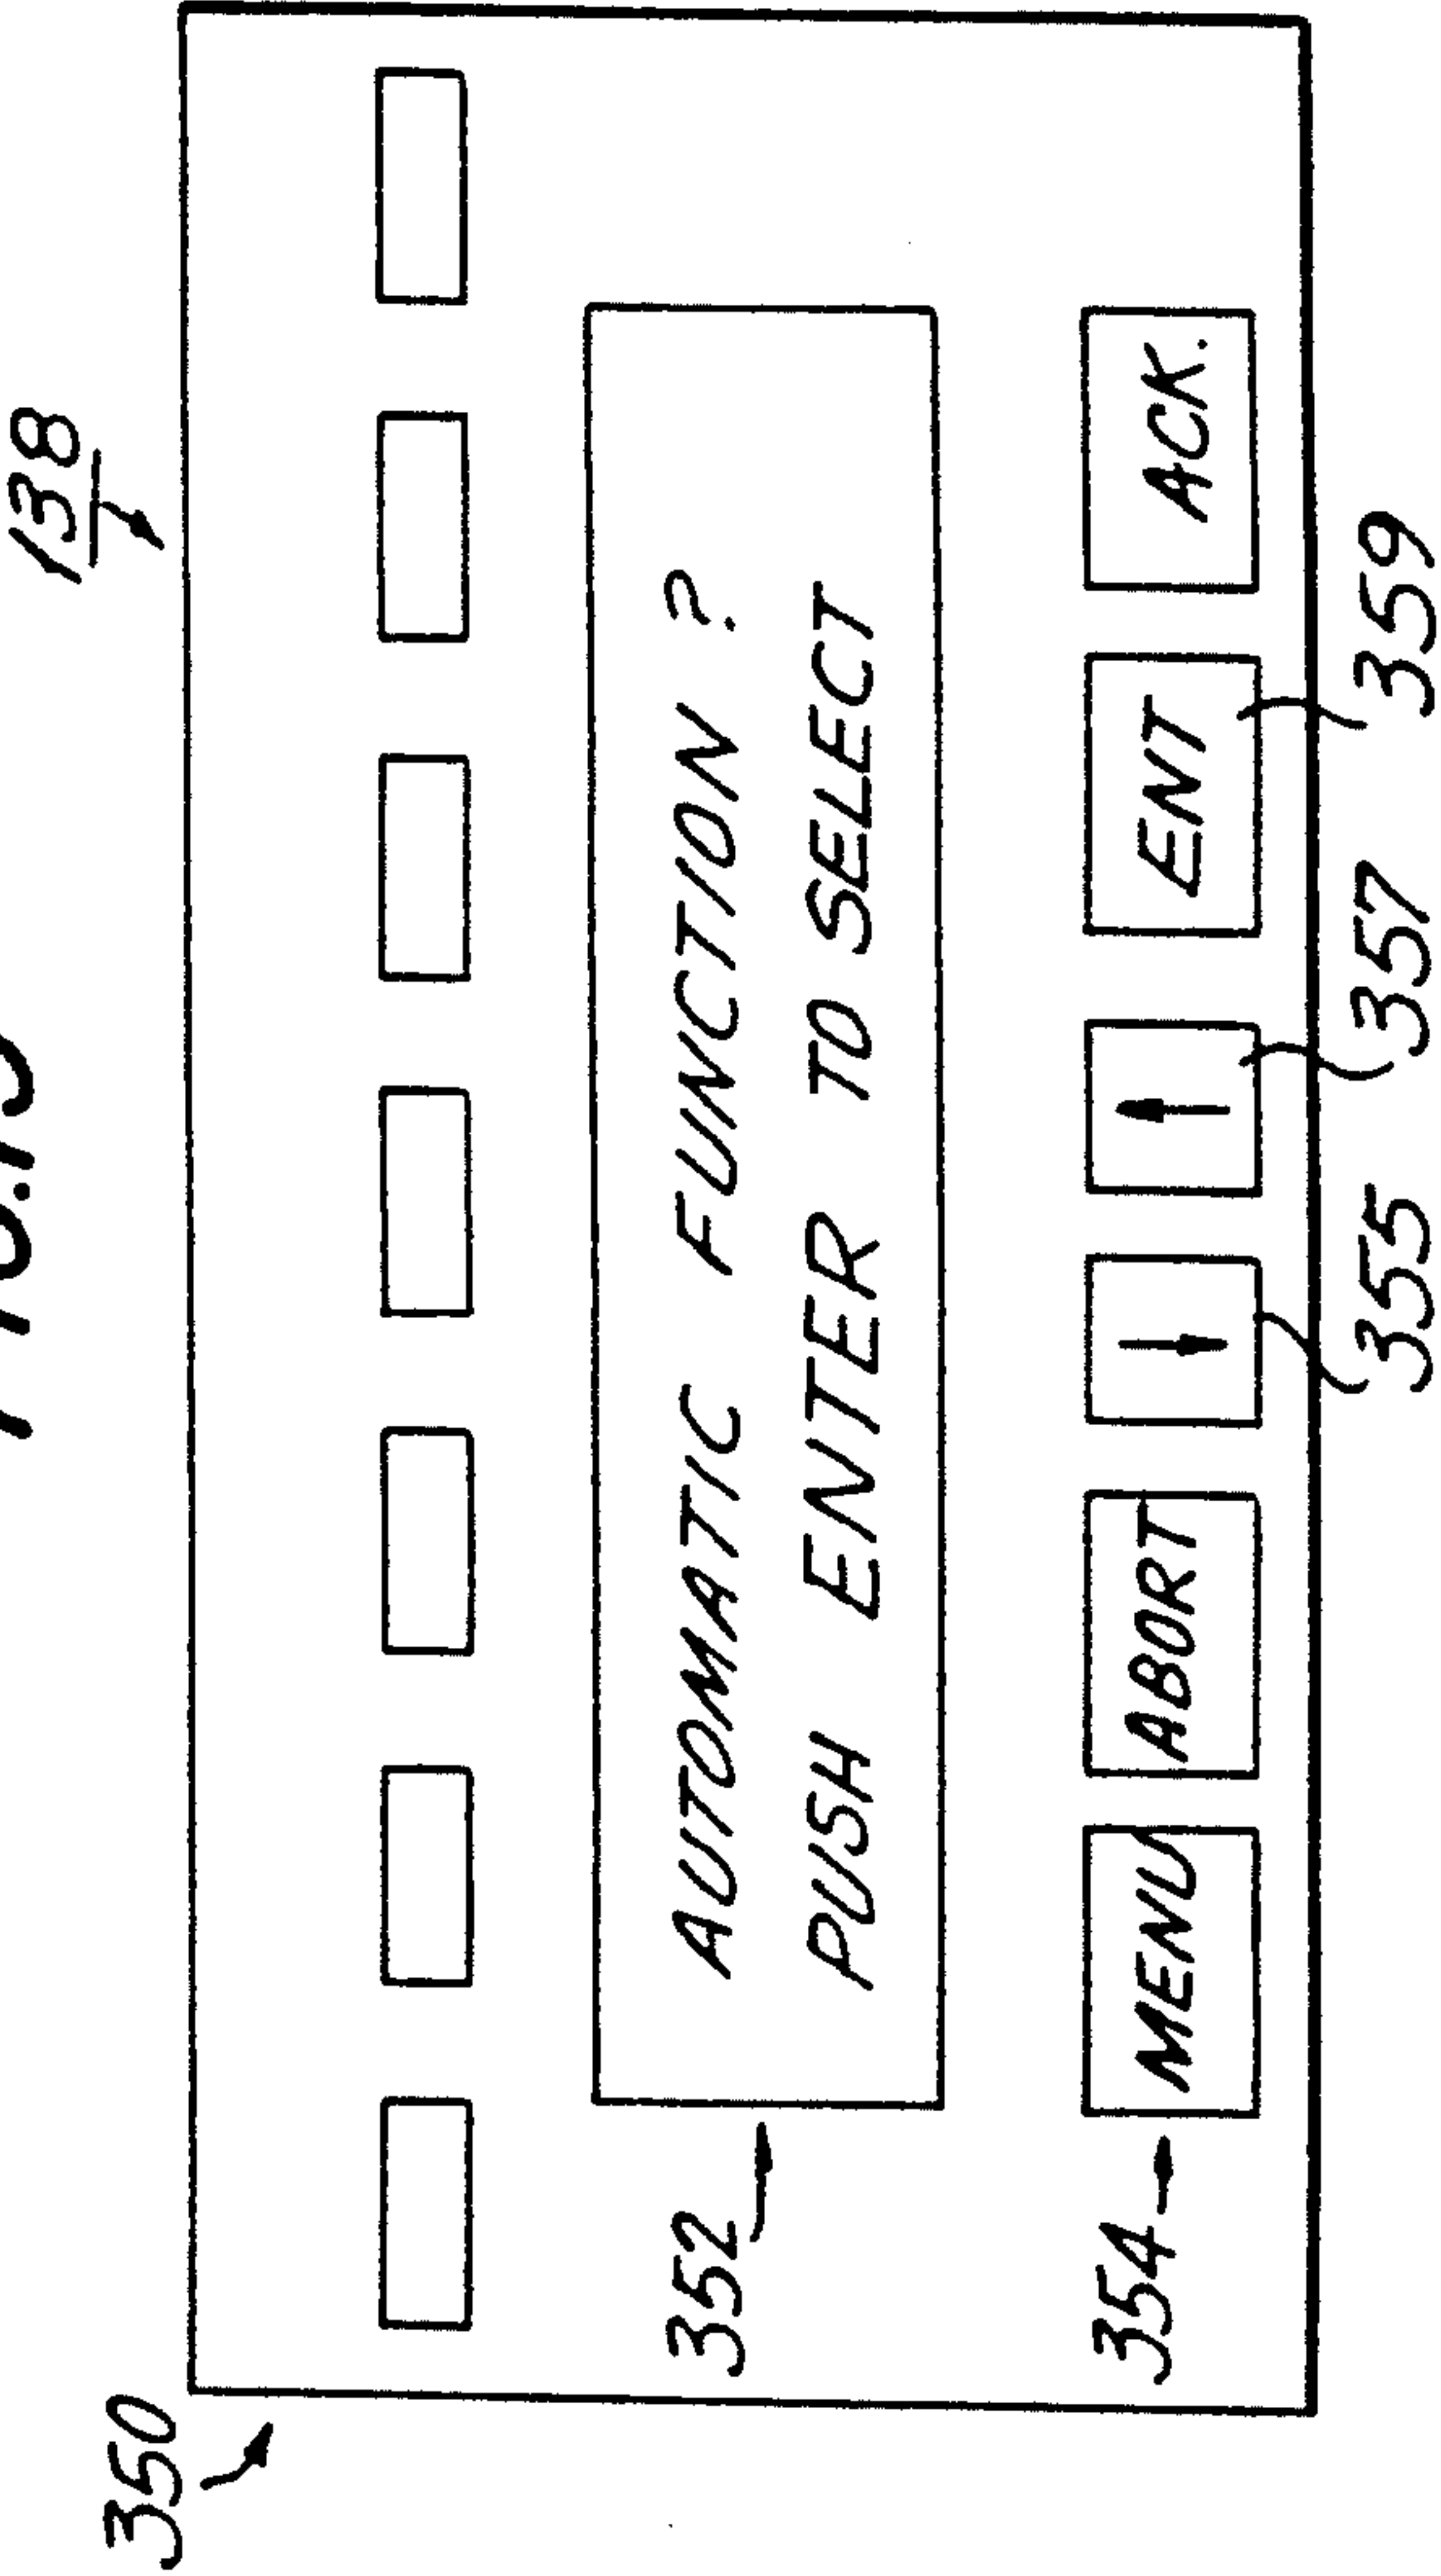 138
350
AUTOMATIC FUNCTION ?
352
PUSH ENTER TO SELECT
354
MENU ABORT ↓ ↑ ENT ACK.
355 357 359